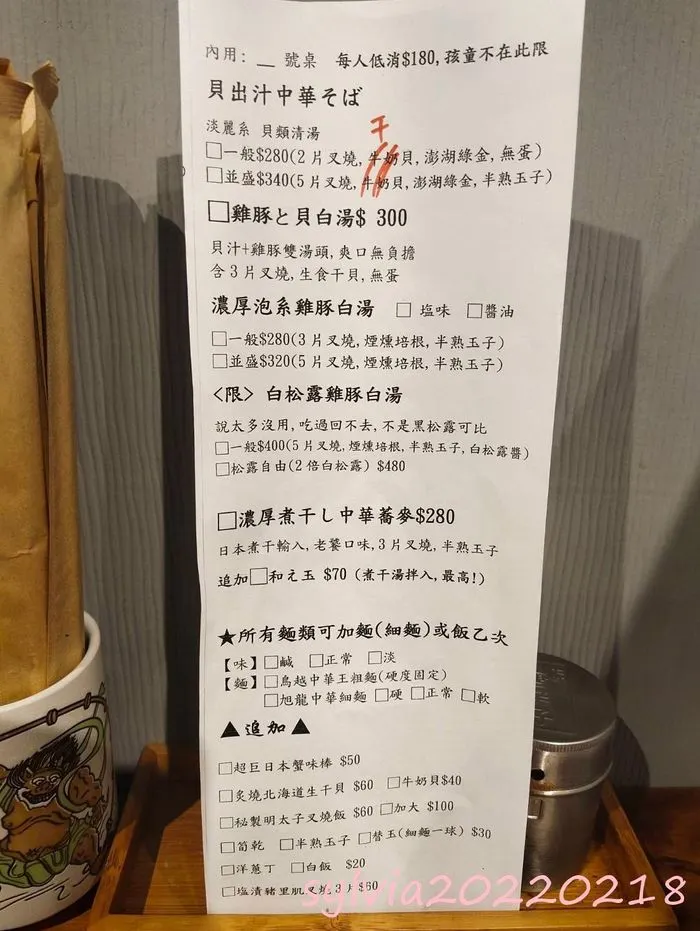 內用: __ 號桌 每人低消$180,孩童不在此限
貝出汁中華そば
淡麗系 貝類清湯
干
□一般$280(2片叉燒,牛奶貝,澎湖綠金,無蛋)
□並盛$340(5片叉燒,牛奶貝,澎湖綠金,半熟玉子)
□雞豚と貝白湯$ 300
貝汁+雞豚雙湯頭,爽口無負擔
含3片叉燒,生食干貝,無蛋
濃厚泡系雞豚白湯 □ 塩味 □醬油
□一般$280(3片叉燒,煙燻培根,半熟玉子)
□並盛$320(5片叉燒,煙燻培根,半熟玉子)
<限> 白松露雞豚白湯
說太多沒用,吃過回不去,不是黑松露可比
□一般$400(5片叉燒,煙燻培根,半熟玉子,白松露醬)
□松露自由(2倍白松露) $480
□濃厚煮干し中華蕎麥$280
日本煮干輸入,老饕口味,3片叉燒,半熟玉子
追加□和え玉 $70 (煮干湯拌入,最高!)
★所有麵類可加麵(細麵)或飯乙次
【味】□鹹 □正常 □淡
【麵】□鳥越中華王粗麵(硬度固定)
□旭龍中華細麵 □硬 □正常 □軟
▲追加▲
□超巨日本蟹味棒 $50
□炙燒北海道生干貝 $60 □牛奶貝$40
□秘製明太子叉燒飯 $60 □加大 $100
□筍乾 □半熟玉子 □替玉(細麵一球) $30
□洋蔥丁 □白飯 $20
□塩漬豬里肌叉燒3片$60
sylvia20220218